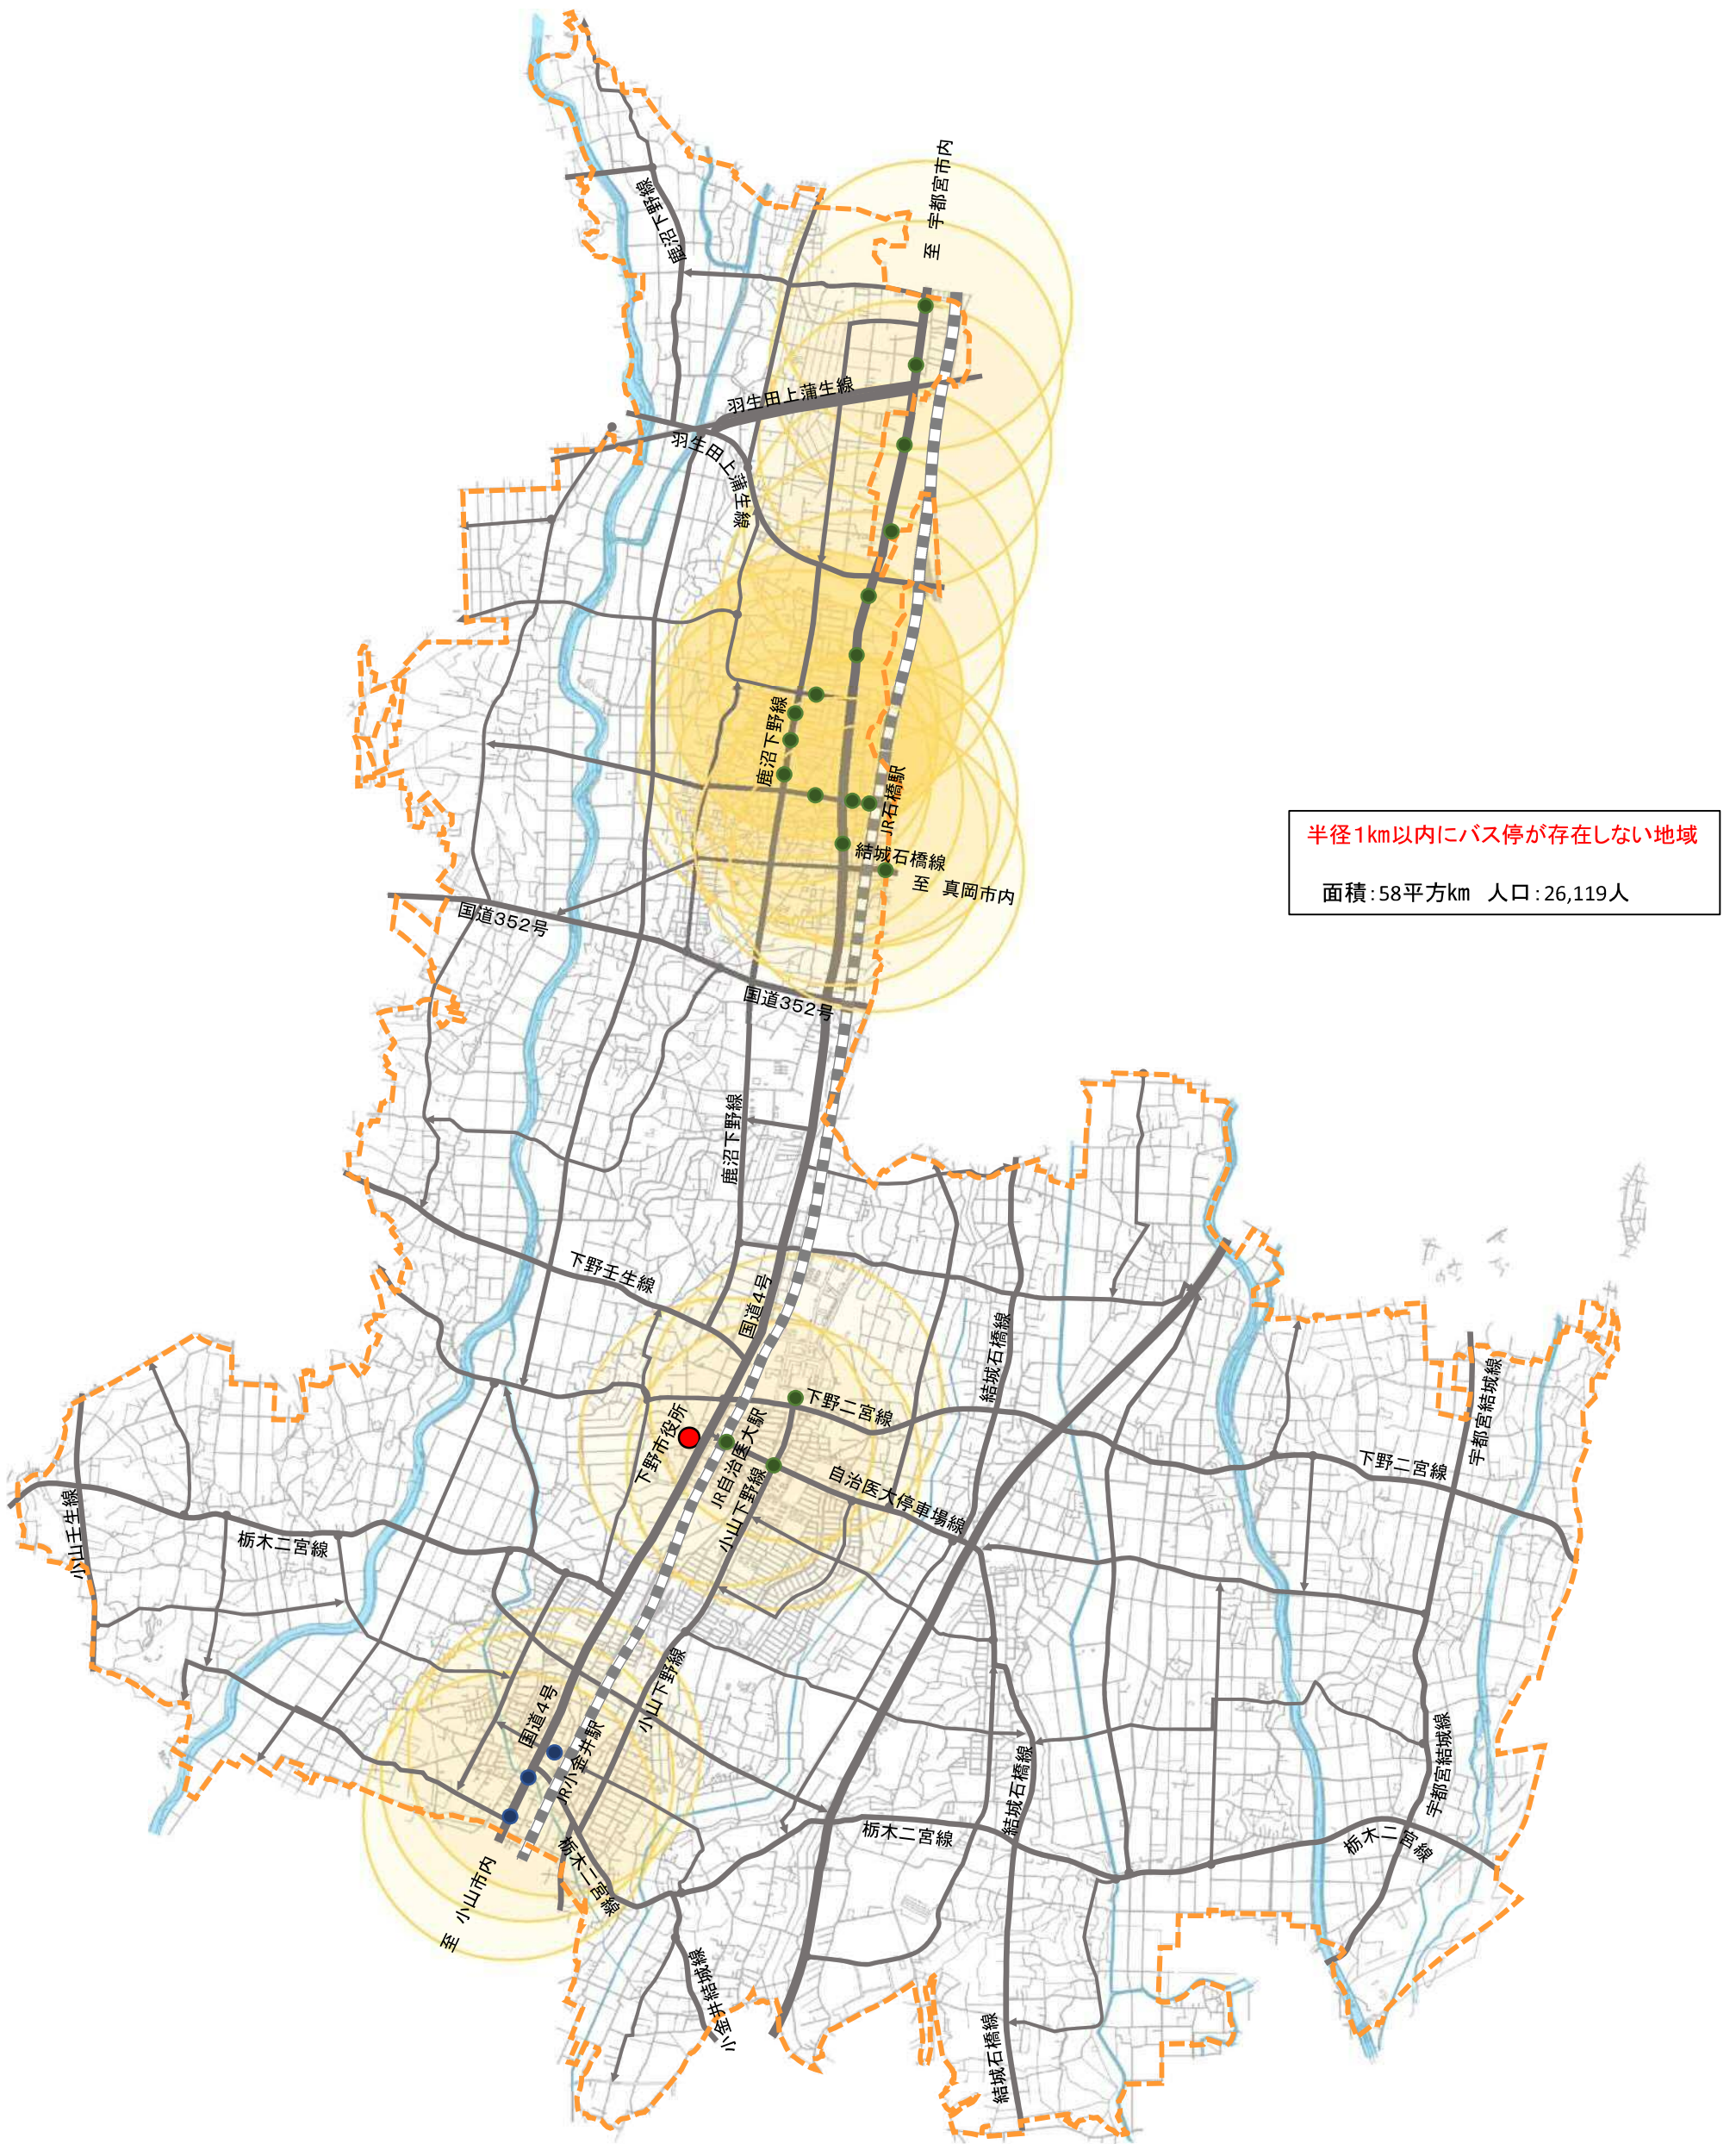 至　宇都宮市内
鹿沼下野線
羽生田上蒲生線
羽生田上蒲生線
鹿沼下野線
JR石橋駅
半径1km以内にバス停が存在しない地域
面積：58平方km　人口：26,119人
結城石橋線
至　真岡市内
国道352号
国道352号
鹿沼下野線
下野壬生線
国道4号
結城石橋線
宇都宮結城線
下野市役所
JR自治医大駅
下野二宮線
下野二宮線
小山下野線
自治医大停車場線
小山壬生線
栃木二宮線
小山下野線
国道4号
JR小金井駅
結城石橋線
宇都宮結城線
栃木二宮線
栃木二宮線
栃木二宮線
至　小山市内
小金井結城線
結城石橋線